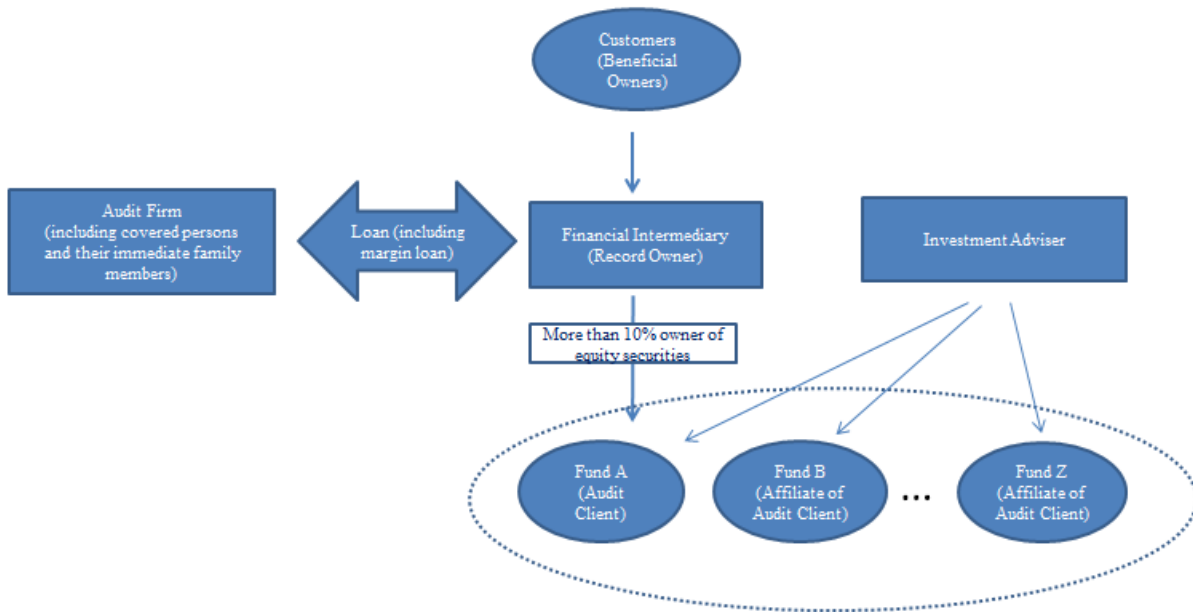 Customers
(Beneficial
Owners)
Audit Firm
(including covered persons
and their immediate family
members)
Loan (including
margin loan)
Financial Intermediary
(Record Owner)
Investment Adviser
More than 10% owner of
equity securities
Fund A
(Audit
Client)
Fund B
(Affiliate of
Audit Client)
...
Fund Z
(Affiliate of
Audit Client)